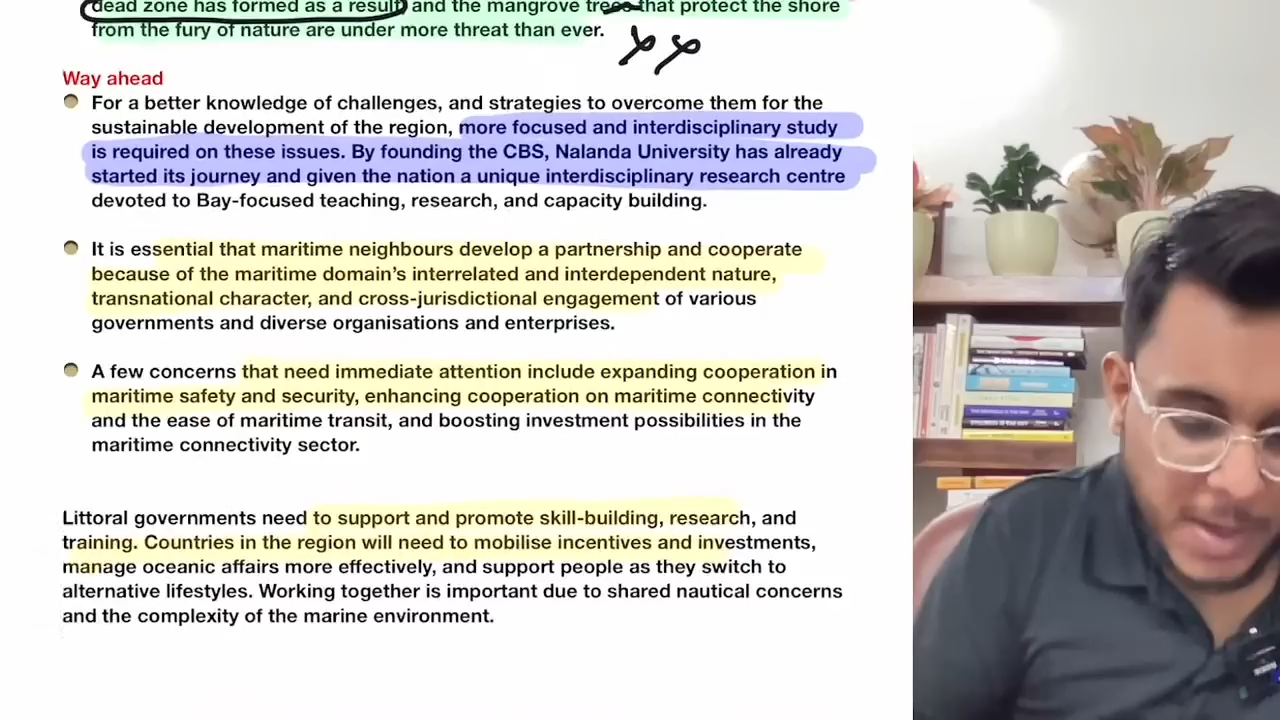 dead zone has formed as a result, and the mangrove trees that protect the shore
from the fury of nature are under more threat than ever.
Way ahead
For a better knowledge of challenges, and strategies to overcome them for the
sustainable development of the region, more focused and interdisciplinary study
is required on these issues. By founding the CBS, Nalanda University has already
started its journey and given the nation a unique interdisciplinary research centre
devoted to Bay-focused teaching, research, and capacity building.
It is essential that maritime neighbours develop a partnership and cooperate
because of the maritime domain’s interrelated and interdependent nature,
transnational character, and cross-jurisdictional engagement of various
governments and diverse organisations and enterprises.
A few concerns that need immediate attention include expanding cooperation in
maritime safety and security, enhancing cooperation on maritime connectivity
and the ease of maritime transit, and boosting investment possibilities in the
maritime connectivity sector.
Littoral governments need to support and promote skill-building, research, and
training. Countries in the region will need to mobilise incentives and investments,
manage oceanic affairs more effectively, and support people as they switch to
alternative lifestyles. Working together is important due to shared nautical concerns
and the complexity of the marine environment.